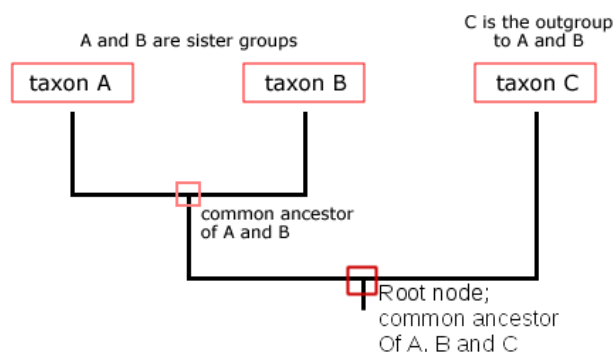 A and B are sister groups
C is the outgroup
to A and B
taxon A
taxon B
taxon C
common ancestor
of A and B
Root node;
common ancestor
Of A, B and C